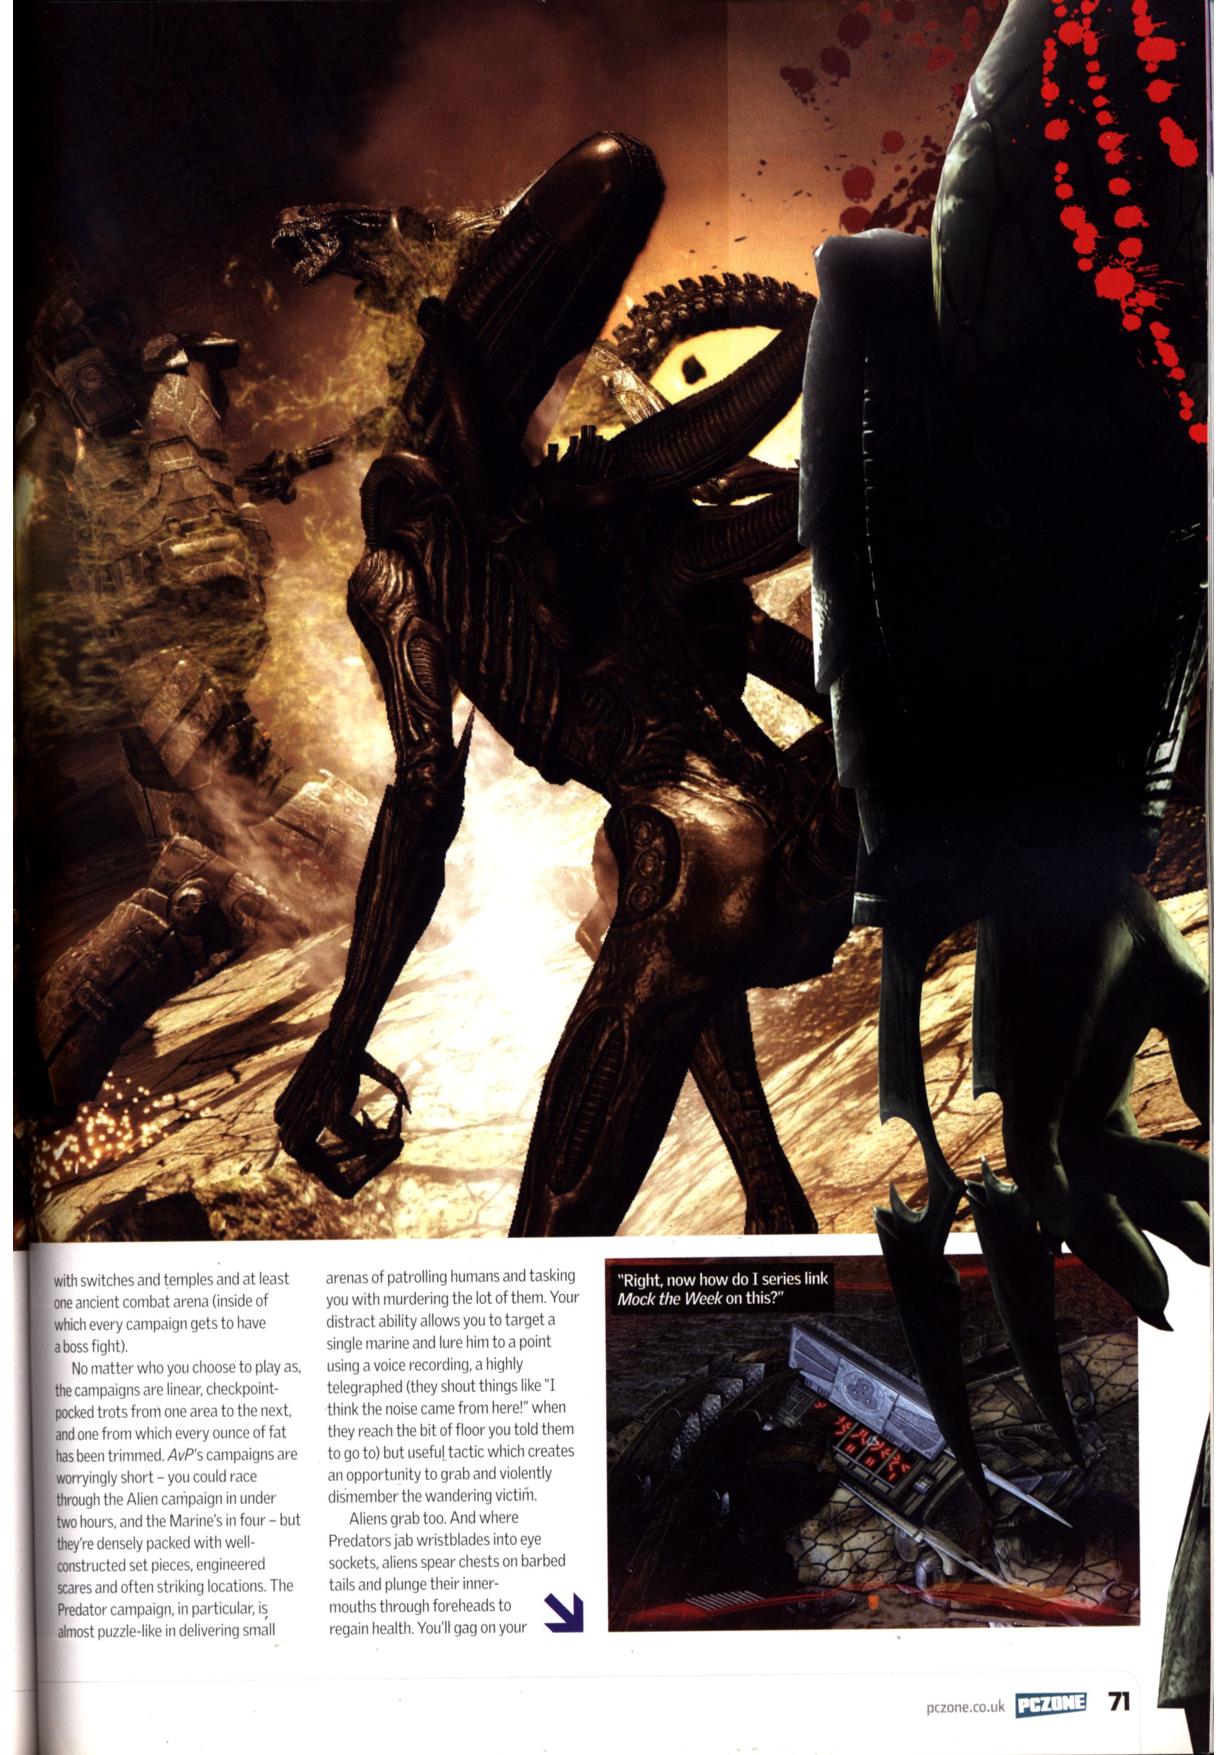 with switches and temples and at least
one ancient combat arena (inside of
which every campaign gets to have
a boss fight).
No matter who you choose to play as,
the campaigns are linear, checkpoint-
pocked trots from one area to the next,
and one from which every ounce of fat
has been trimmed. AvP's campaigns are
worryingly short – you could race
through the Alien campaign in under
two hours, and the Marine's in four – but
they're densely packed with well-
constructed set pieces, engineered
scares and often striking locations. The
Predator campaign, in particular, is
almost puzzle-like in delivering small
arenas of patrolling humans and tasking
you with murdering the lot of them. Your
distract ability allows you to target a
single marine and lure him to a point
using a voice recording, a highly
telegraphed (they shout things like "I
think the noise came from here!" when
they reach the bit of floor you told them
to go to) but useful tactic which creates
an opportunity to grab and violently
dismember the wandering victim.
Aliens grab too. And where
Predators jab wristblades into eye
sockets, aliens spear chests on barbed
tails and plunge their inner-
mouths through foreheads to
regain health. You'll gag on your
"Right, now how do I series link
Mock the Week on this?"
pczone.co.uk PCZONE 71